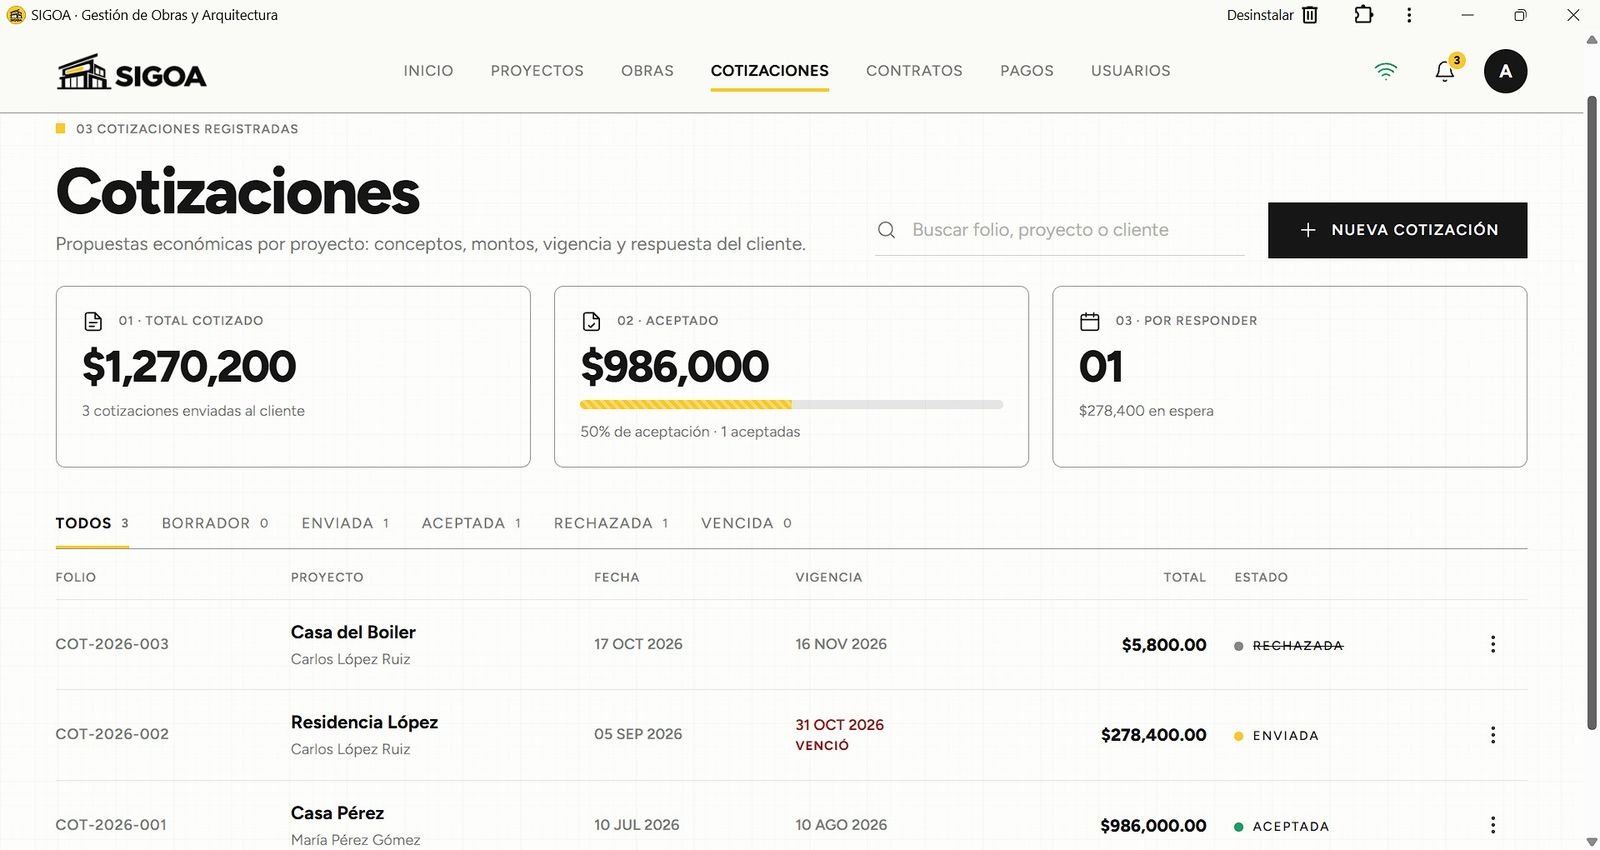 SIGOA · Gestión de Obras y Arquitectura
Desinstalar
SIGOA
INICIO PROYECTOS OBRAS COTIZACIONES CONTRATOS PAGOS USUARIOS
3
A
03 COTIZACIONES REGISTRADAS
Cotizaciones
Propuestas económicas por proyecto: conceptos, montos, vigencia y respuesta del cliente.
Buscar folio, proyecto o cliente
+ NUEVA COTIZACIÓN
01 · TOTAL COTIZADO
$1,270,200
3 cotizaciones enviadas al cliente
02 · ACEPTADO
$986,000
50% de aceptación · 1 aceptadas
03 · POR RESPONDER
01
$278,400 en espera
TODOS 3 BORRADOR 0 ENVIADA 1 ACEPTADA 1 RECHAZADA 1 VENCIDA 0
FOLIO PROYECTO FECHA VIGENCIA TOTAL ESTADO
COT-2026-003 Casa del Boiler 17 OCT 2026 16 NOV 2026 $5,800.00 RECHAZADA
Carlos López Ruiz
COT-2026-002 Residencia López 05 SEP 2026 31 OCT 2026 $278,400.00 ENVIADA
Carlos López Ruiz VENCIÓ
COT-2026-001 Casa Pérez 10 JUL 2026 10 AGO 2026 $986,000.00 ACEPTADA
María Pérez Gómez